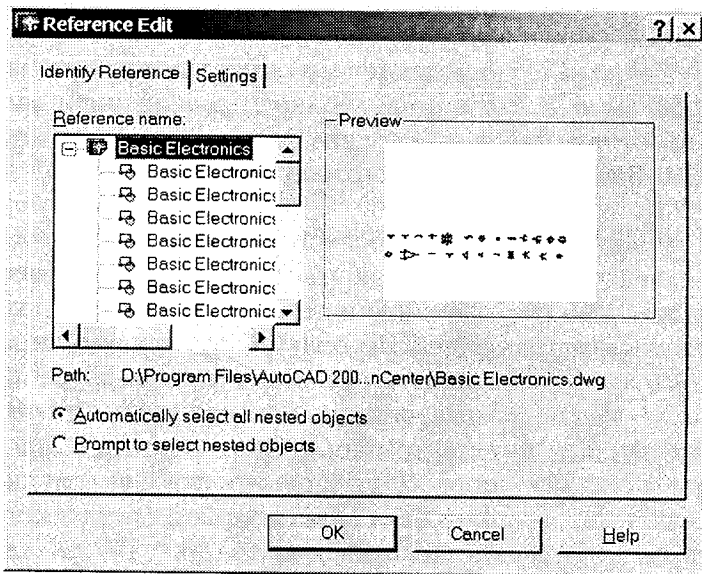 Reference Edit
Identify Reference
Settings
Reference name:
Basic Electronics
Basic Electronics
Basic Electronics
Basic Electronics
Basic Electronics
Basic Electronics
Basic Electronics
Basic Electronics
Preview
Path: D:\Program Files\AutoCAD 200...nCenter\Basic Electronics.dwg
Automatically select all nested objects
Prompt to select nested objects
OK Cancel Help